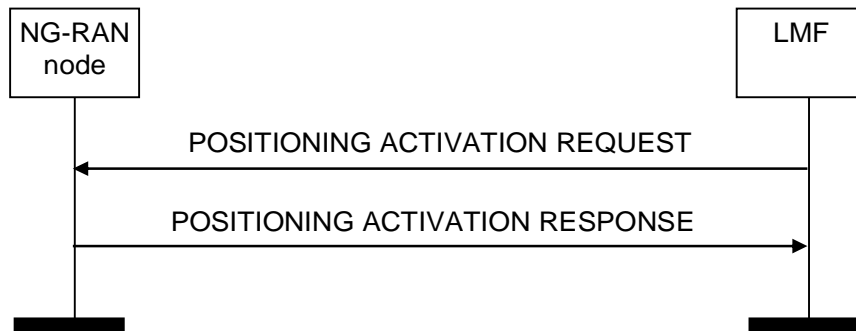 NG-RAN
node
LMF
POSITIONING ACTIVATION REQUEST
POSITIONING ACTIVATION RESPONSE